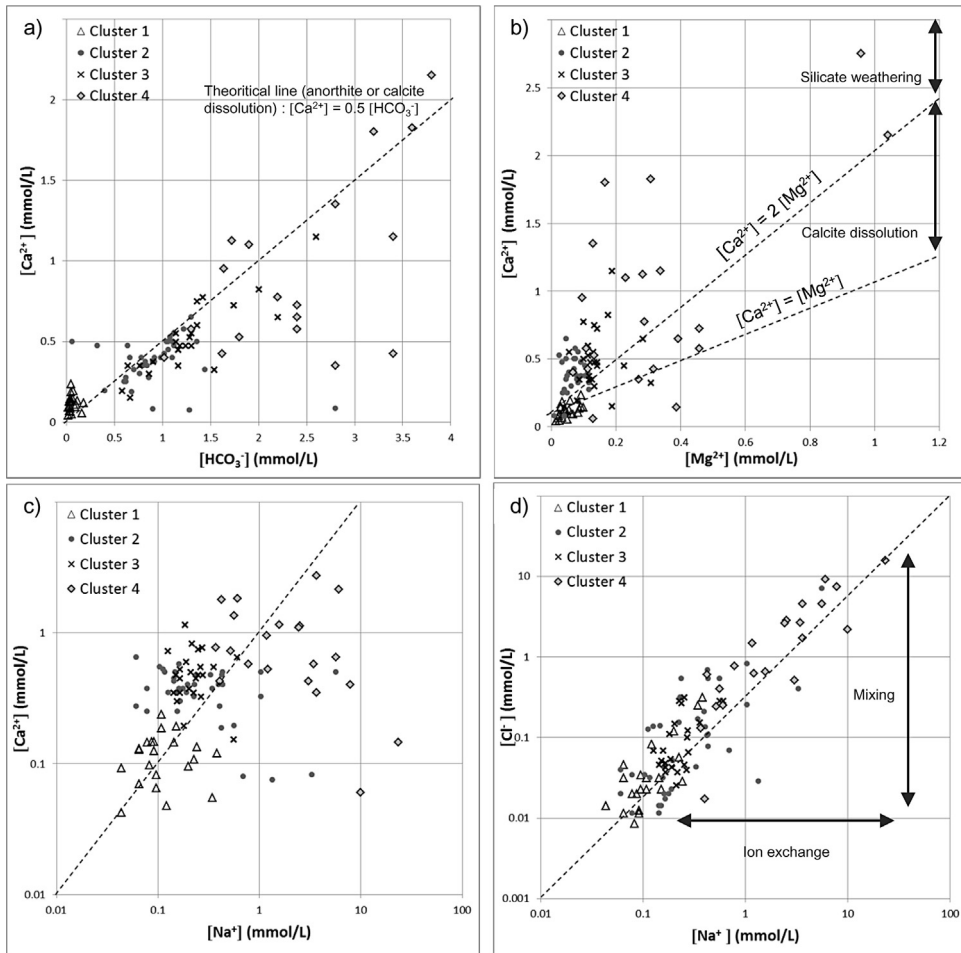 a)
Cluster 1
Cluster 2
Cluster 3
Cluster 4
Theoritical line (anorthite or calcite
dissolution) : [Ca²⁺] = 0.5 [HCO₃⁻]
2
1.5
1
0.5
0
0 0.5 1 1.5 2 2.5 3 3.5 4
[Ca²⁺] (mmol/L)
[HCO₃⁻] (mmol/L)
b)
Cluster 1
Cluster 2
Cluster 3
Cluster 4
Silicate weathering
[Ca²⁺] = 2 [Mg²⁺]
Calcite dissolution
[Ca²⁺] = [Mg²⁺]
2.5
2
1.5
1
0.5
0
0 0.2 0.4 0.6 0.8 1 1.2
[Ca²⁺] (mmol/L)
[Mg²⁺] (mmol/L)
c)
Cluster 1
Cluster 2
Cluster 3
Cluster 4
1
0.1
0.01
0.01 0.1 1 10 100
[Ca²⁺] (mmol/L)
[Na⁺] (mmol/L)
d)
Cluster 1
Cluster 2
Cluster 3
Cluster 4
Mixing
Ion exchange
10
1
0.1
0.01
0.001
0.01 0.1 1 10 100
[Cl⁻] (mmol/L)
[Na⁺] (mmol/L)